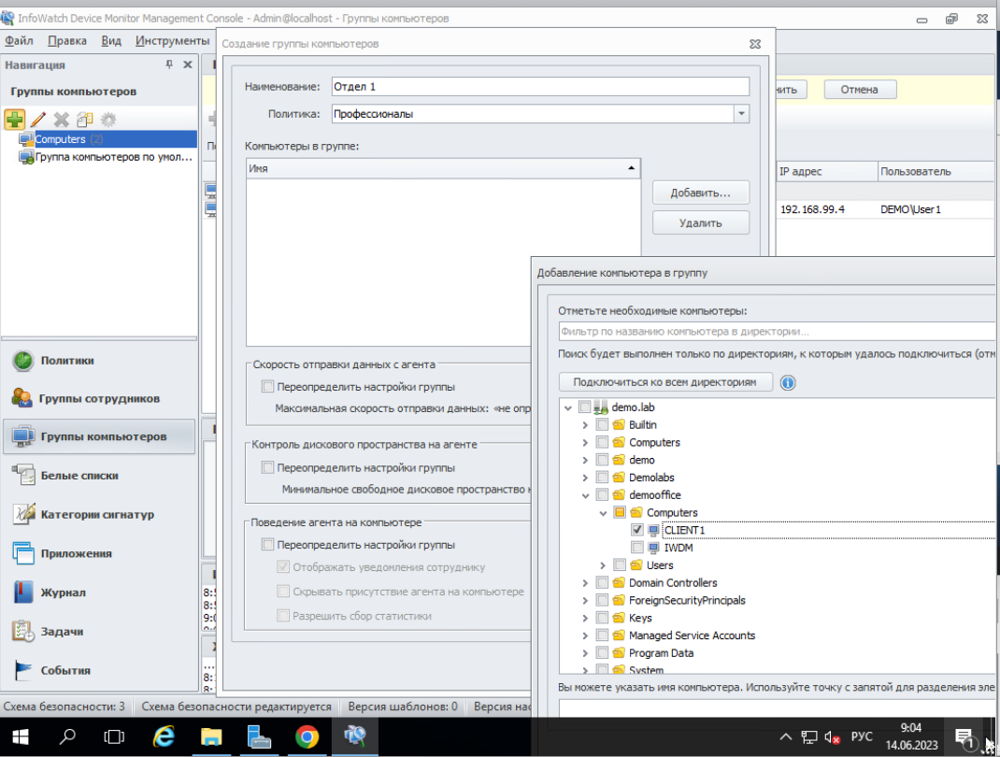 InfoWatch Device Monitor Management Console - Admin@localhost - Группы компьютеров
Файл Правка Вид Инструменты
Навигация
Группы компьютеров
Computers (2)
Группа компьютеров по умол...
Политики
Группы сотрудников
Группы компьютеров
Белые списки
Категории сигнатур
Приложения
Журнал
Задачи
События
Создание группы компьютеров
Наименование: Отдел 1
Политика: Профессионалы
Компьютеры в группе:
Имя
Добавить...
Удалить
Скорость отправки данных с агента
Переопределить настройки группы
Максимальная скорость отправки данных: «не опр
Контроль дискового пространства на агенте
Переопределить настройки группы
Минимальное свободное дисковое пространство
Поведение агента на компьютере
Переопределить настройки группы
Отображать уведомления сотруднику
Скрывать присутствие агента на компьютере
Разрешить сбор статистики
нить Отмена
IP адрес Пользователь
192.168.99.4 DEMO\User1
Добавление компьютера в группу
Отметьте необходимые компьютеры:
Фильтр по названию компьютера в директории...
Поиск будет выполнен только по директориям, к которым удалось подключиться (отм
Подключиться ко всем директориям
demo.lab
Builtin
Computers
demo
Demolabs
demooffice
Computers
CLIENT1
IWDM
Users
Domain Controllers
ForeignSecurityPrincipals
Keys
Managed Service Accounts
Program Data
System
Вы можете указать имя компьютера. Используйте точку с запятой для разделения эле
Схема безопасности: 3 Схема безопасности редактируется Версия шаблонов: 0 Версия нас
РУС
9:04
14.06.2023
1